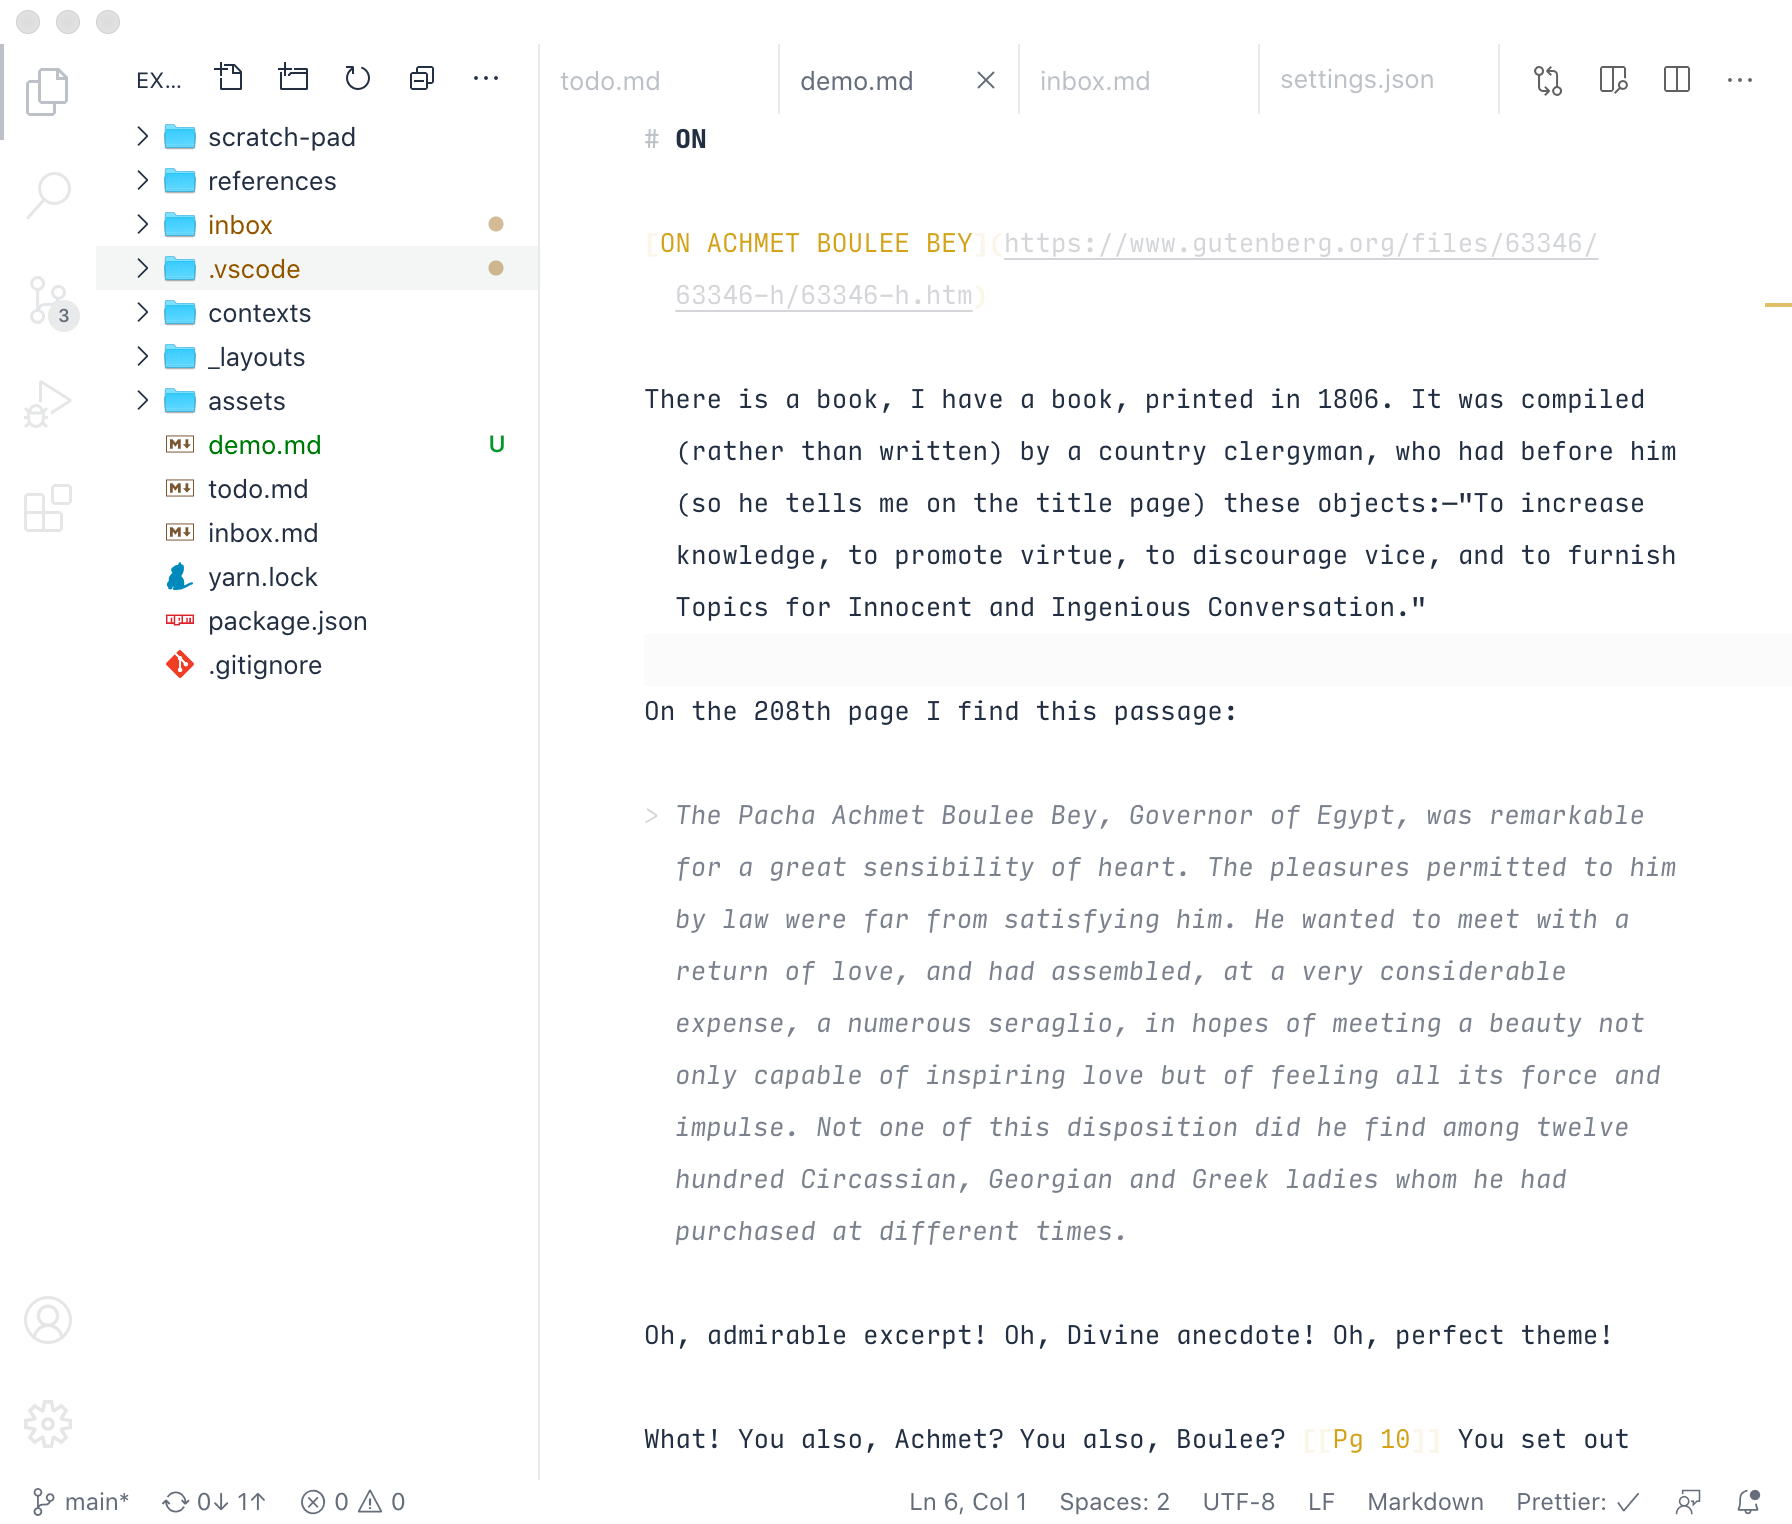 EX...
todo.md
demo.md
inbox.md
settings.json
scratch-pad
references
inbox
.vscode
3
contexts
_layouts
assets
demo.md U
todo.md
inbox.md
yarn.lock
package.json
.gitignore
# ON
[ON ACHMET BOULEE BEY](https://www.gutenberg.org/files/63346/
63346-h/63346-h.htm)
There is a book, I have a book, printed in 1806. It was compiled
(rather than written) by a country clergyman, who had before him
(so he tells me on the title page) these objects:—"To increase
knowledge, to promote virtue, to discourage vice, and to furnish
Topics for Innocent and Ingenious Conversation."
On the 208th page I find this passage:
> The Pacha Achmet Boulee Bey, Governor of Egypt, was remarkable
for a great sensibility of heart. The pleasures permitted to him
by law were far from satisfying him. He wanted to meet with a
return of love, and had assembled, at a very considerable
expense, a numerous seraglio, in hopes of meeting a beauty not
only capable of inspiring love but of feeling all its force and
impulse. Not one of this disposition did he find among twelve
hundred Circassian, Georgian and Greek ladies whom he had
purchased at different times.
Oh, admirable excerpt! Oh, Divine anecdote! Oh, perfect theme!
What! You also, Achmet? You also, Boulee? [[Pg 10]] You set out
main* 0↓ 1↑ 0 0 Ln 6, Col 1 Spaces: 2 UTF-8 LF Markdown Prettier: ✓